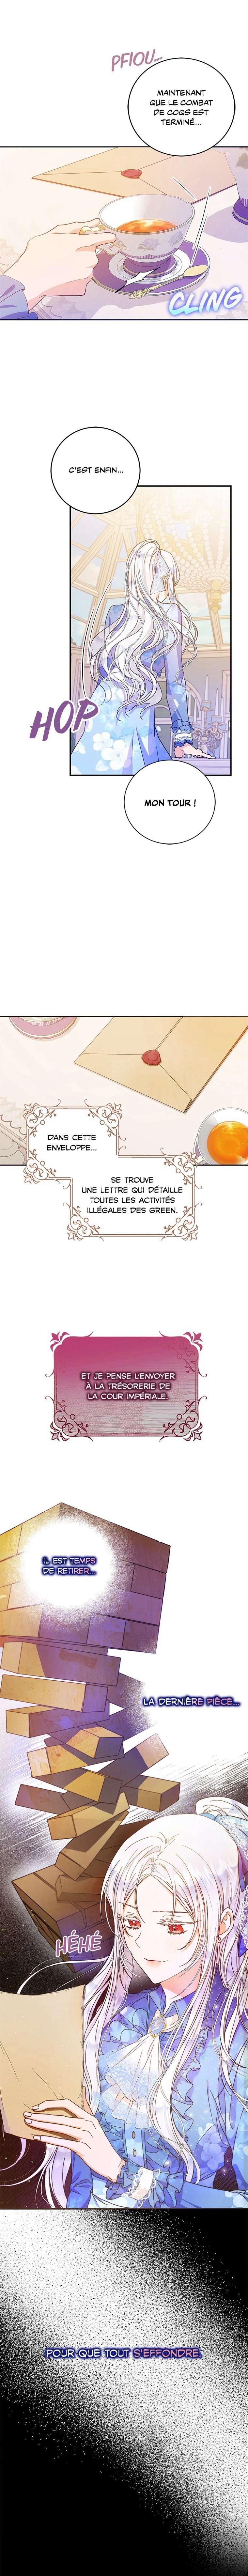 PFIOU...
MAINTENANT
QUE LE COMBAT
DE COQS EST
TERMINÉ...
CLING
C'EST ENFIN...
HOP
MON TOUR !
DANS CETTE
ENVELOPPE...
SE TROUVE
UNE LETTRE QUI DÉTAILLE
TOUTES LES ACTIVITÉS
ILLÉGALES DES GREEN.
ET JE PENSE L'ENVOYER
À LA TRÉSORERIE DE
LA COUR IMPÉRIALE.
IL EST TEMPS
DE RETIRER...
LA DERNIÈRE PIÈCE...
HÉHÉ
POUR QUE TOUT S'EFFONDRE.